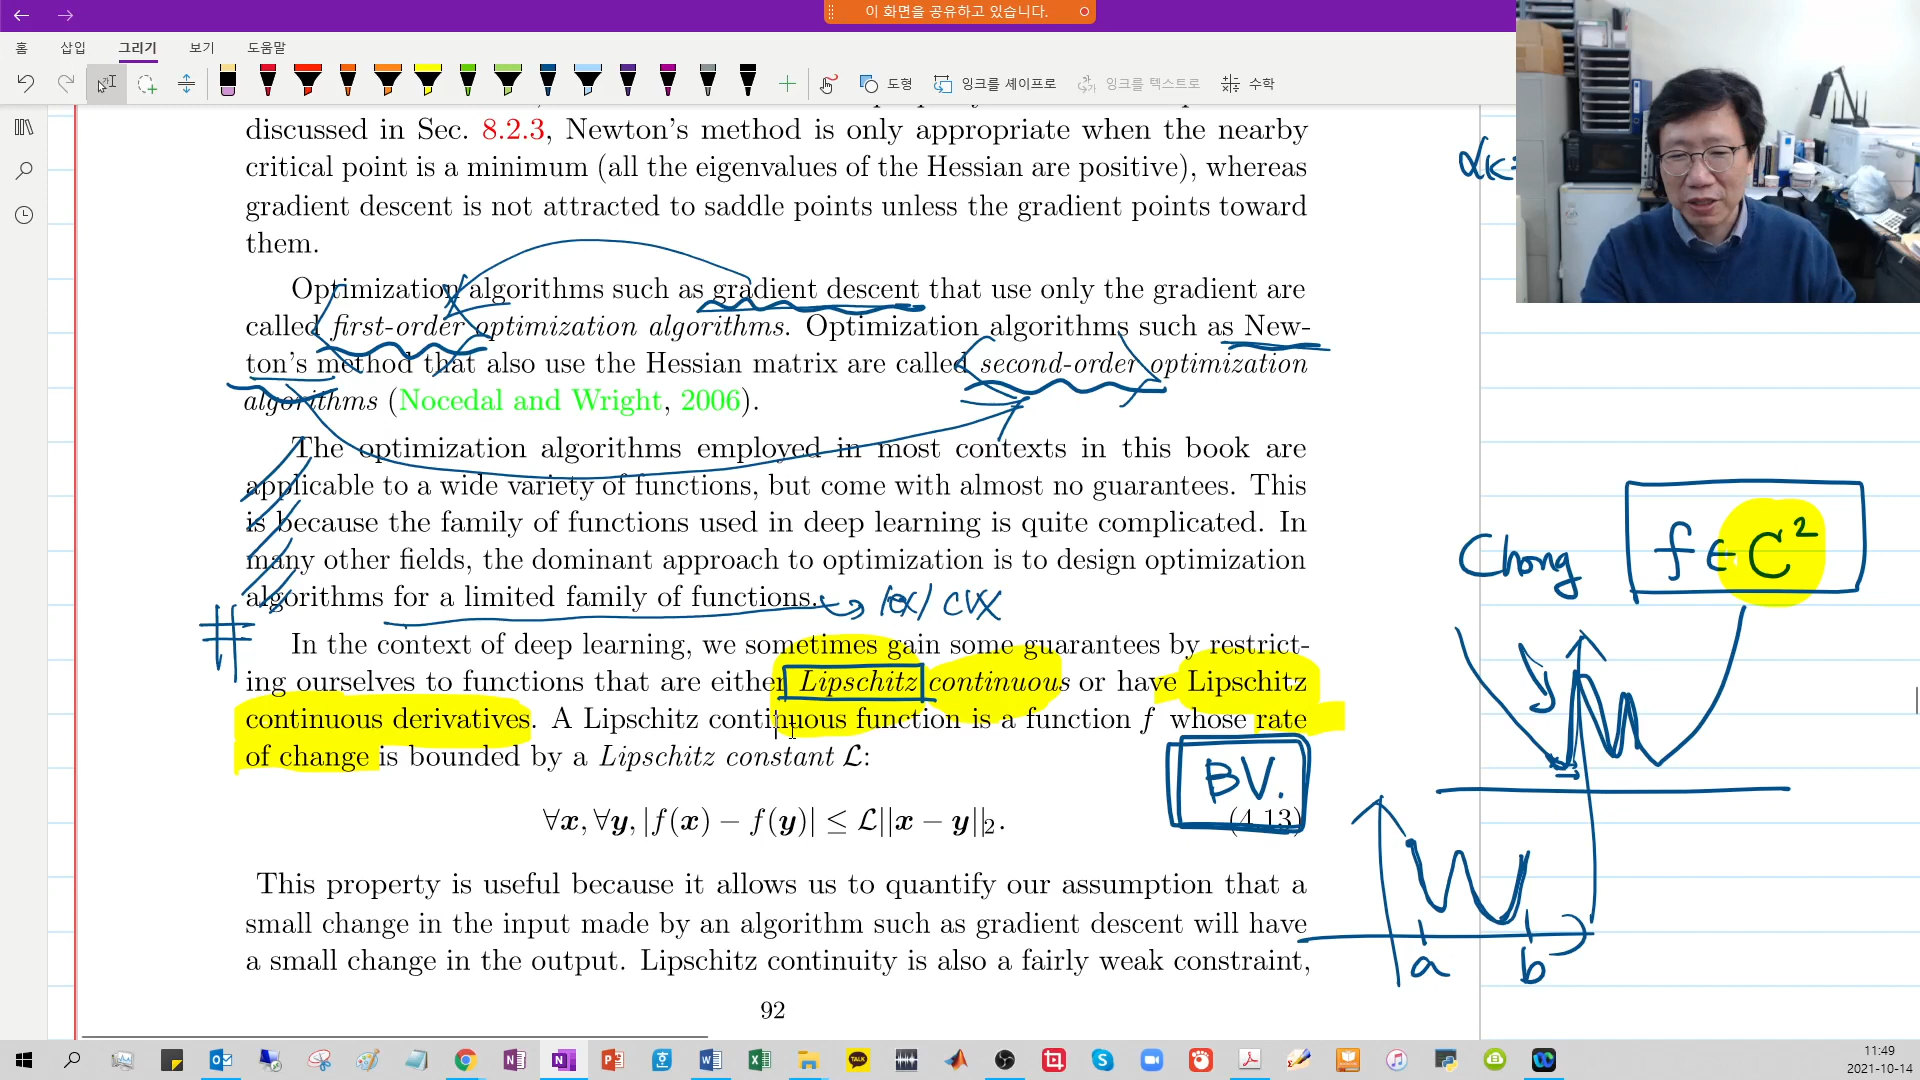 이 화면을 공유하고 있습니다.
홈 삽입 그리기 보기 도움말
도형 잉크를 셰이프로 잉크를 텍스트로 수학
discussed in Sec. 8.2.3, Newton's method is only appropriate when the nearby
critical point is a minimum (all the eigenvalues of the Hessian are positive), whereas
gradient descent is not attracted to saddle points unless the gradient points toward
them.
Optimization algorithms such as gradient descent that use only the gradient are
called first-order optimization algorithms. Optimization algorithms such as New-
ton's method that also use the Hessian matrix are called second-order optimization
algorithms (Nocedal and Wright, 2006).
The optimization algorithms employed in most contexts in this book are
applicable to a wide variety of functions, but come with almost no guarantees. This
is because the family of functions used in deep learning is quite complicated. In
many other fields, the dominant approach to optimization is to design optimization
algorithms for a limited family of functions.
CVX
In the context of deep learning, we sometimes gain some guarantees by restrict-
ing ourselves to functions that are either Lipschitz continuous or have Lipschitz
continuous derivatives. A Lipschitz continuous function is a function f whose rate
of change is bounded by a Lipschitz constant ℒ:
∀x, ∀y, |f(x) − f(y)| ≤ ℒ||x − y||₂. (4.13)
This property is useful because it allows us to quantify our assumption that a
small change in the input made by an algorithm such as gradient descent will have
a small change in the output. Lipschitz continuity is also a fairly weak constraint,
92
αK=
Chong f ∈ C²
BV.
a b
11:49
2021-10-14